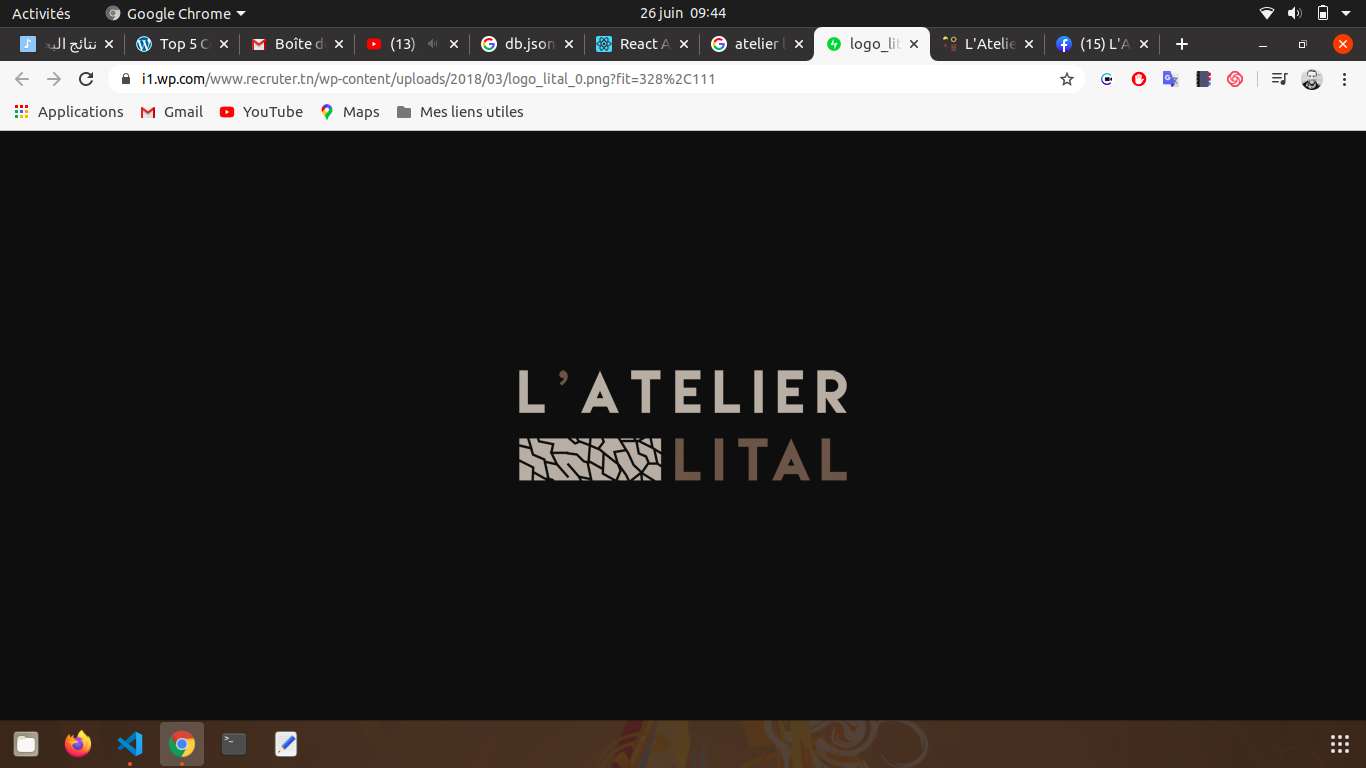 Activités
Google Chrome
26 juin 09:44
نتائج الب
Top 5 C
Boîte d
(13)
db.json
React A
atelier l
logo_lit
L'Atelie
(15) L'A
i1.wp.com/www.recruter.tn/wp-content/uploads/2018/03/logo_lital_0.png?fit=328%2C111
Applications
Gmail
YouTube
Maps
Mes liens utiles
L'ATELIER
LITAL